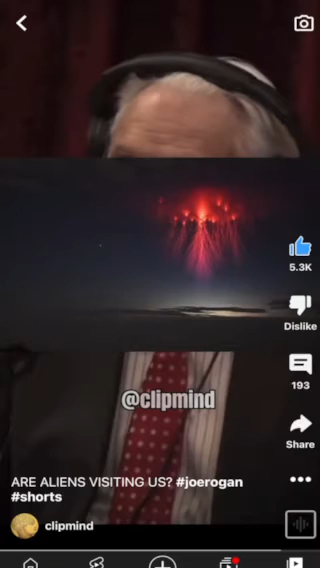 5.3K
Dislike
193
Share
@clipmind
ARE ALIENS VISITING US? #joerogan
#shorts
clipmind